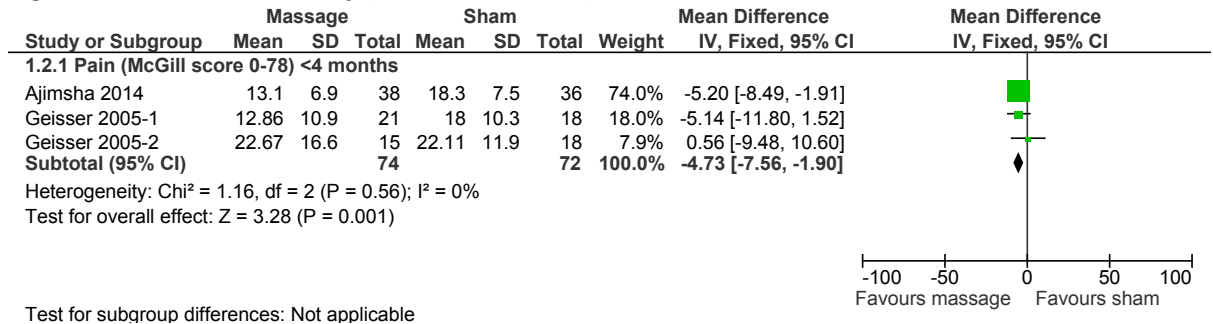 Massage Sham Mean Difference Mean Difference
Study or Subgroup Mean SD Total Mean SD Total Weight IV, Fixed, 95% CI IV, Fixed, 95% CI
1.2.1 Pain (McGill score 0-78) <4 months
Ajimsha 2014 13.1 6.9 38 18.3 7.5 36 74.0% -5.20 [-8.49, -1.91]
Geisser 2005-1 12.86 10.9 21 18 10.3 18 18.0% -5.14 [-11.80, 1.52]
Geisser 2005-2 22.67 16.6 15 22.11 11.9 18 7.9% 0.56 [-9.48, 10.60]
Subtotal (95% CI) 74 72 100.0% -4.73 [-7.56, -1.90]
Heterogeneity: Chi² = 1.16, df = 2 (P = 0.56); I² = 0%
Test for overall effect: Z = 3.28 (P = 0.001)
-100 -50 0 50 100
Favours massage Favours sham
Test for subgroup differences: Not applicable